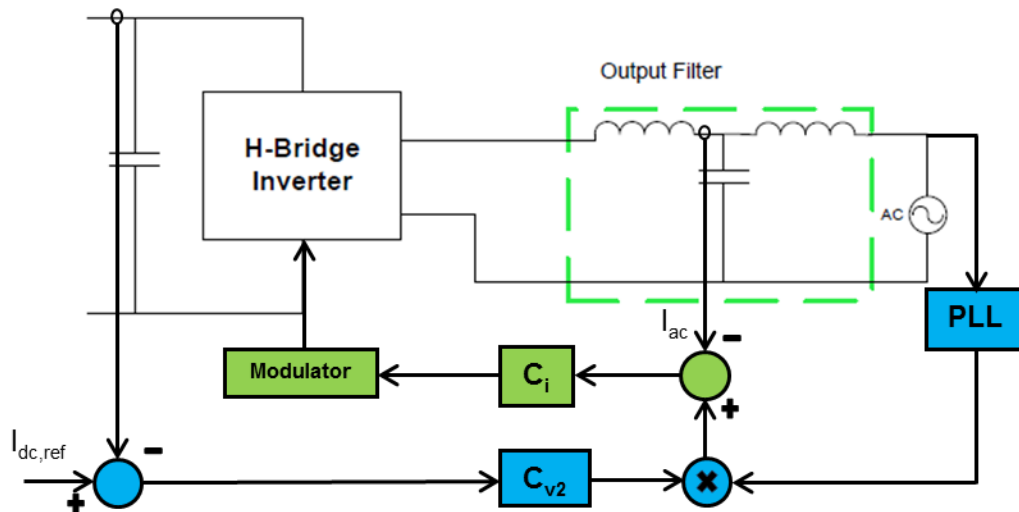 Output Filter
H-Bridge
Inverter
AC
PLL
Iac
-
Modulator
Ci
+
Idc,ref
-
+
Cv2
×